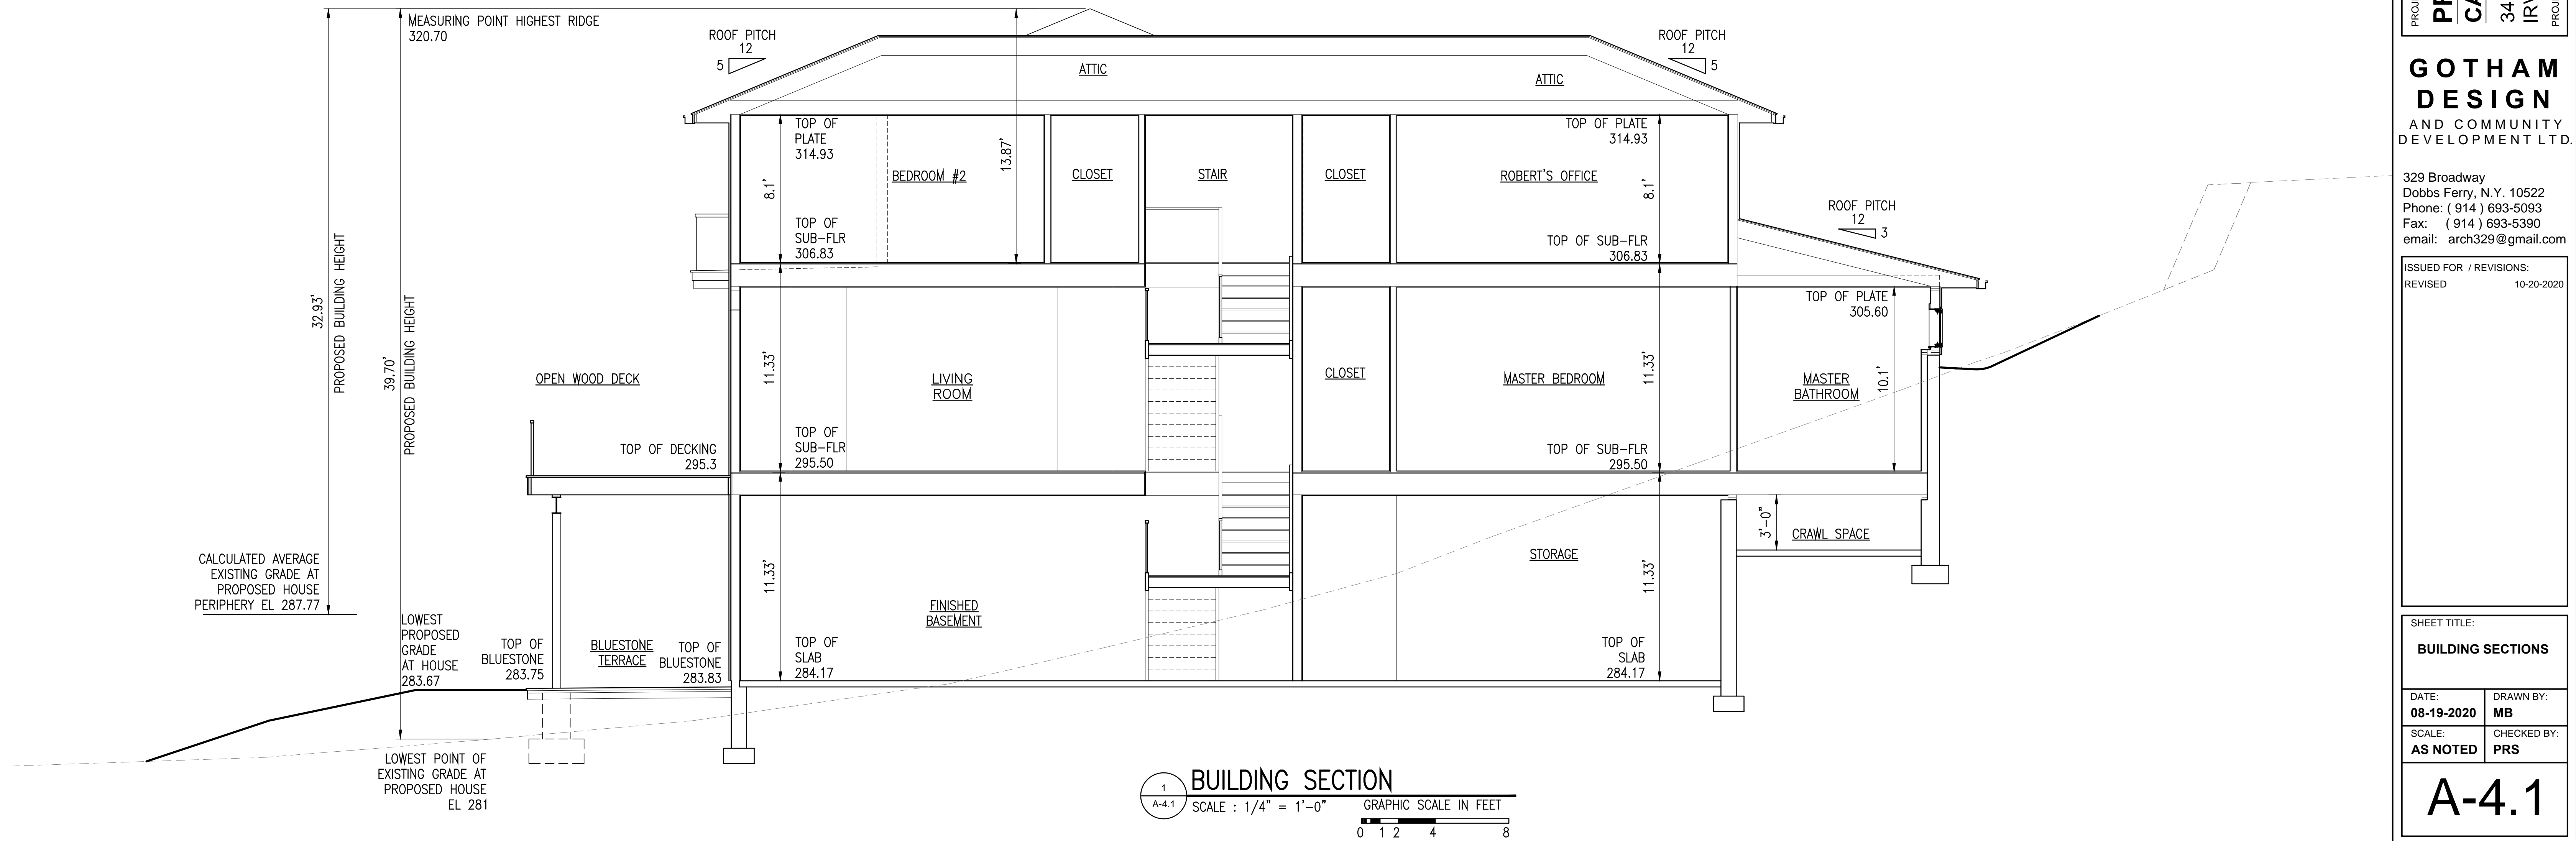 MEASURING POINT HIGHEST RIDGE
320.70
ROOF PITCH
12
5
ATTIC
ATTIC
ROOF PITCH
12
5
13.87'
TOP OF
PLATE
314.93
8.1'
BEDROOM #2
CLOSET
STAIR
CLOSET
ROBERT'S OFFICE
TOP OF PLATE
314.93
8.1'
TOP OF
SUB-FLR
306.83
TOP OF SUB-FLR
306.83
ROOF PITCH
12
3
32.93'
PROPOSED BUILDING HEIGHT
39.70'
PROPOSED BUILDING HEIGHT
OPEN WOOD DECK
11.33'
LIVING
ROOM
CLOSET
MASTER BEDROOM
11.33'
TOP OF PLATE
305.60
MASTER
BATHROOM
10.1'
TOP OF DECKING
295.3
TOP OF
SUB-FLR
295.50
TOP OF SUB-FLR
295.50
3'-0"
CRAWL SPACE
CALCULATED AVERAGE
EXISTING GRADE AT
PROPOSED HOUSE
PERIPHERY EL 287.77
11.33'
FINISHED
BASEMENT
STORAGE
11.33'
LOWEST
PROPOSED
GRADE
AT HOUSE
283.67
TOP OF
BLUESTONE
283.75
BLUESTONE
TERRACE
TOP OF
BLUESTONE
283.83
TOP OF
SLAB
284.17
TOP OF
SLAB
284.17
LOWEST POINT OF
EXISTING GRADE AT
PROPOSED HOUSE
EL 281
1
A-4.1
BUILDING SECTION
SCALE : 1/4" = 1'-0"
GRAPHIC SCALE IN FEET
0 1 2 4 8
GOTHAM
DESIGN
AND COMMUNITY
DEVELOPMENT LTD.
329 Broadway
Dobbs Ferry, N.Y. 10522
Phone: ( 914 ) 693-5093
Fax: ( 914 ) 693-5390
email: arch329@gmail.com
ISSUED FOR / REVISIONS:
REVISED 10-20-2020
SHEET TITLE:
BUILDING SECTIONS
DATE:
08-19-2020
DRAWN BY:
MB
SCALE:
AS NOTED
CHECKED BY:
PRS
A-4.1